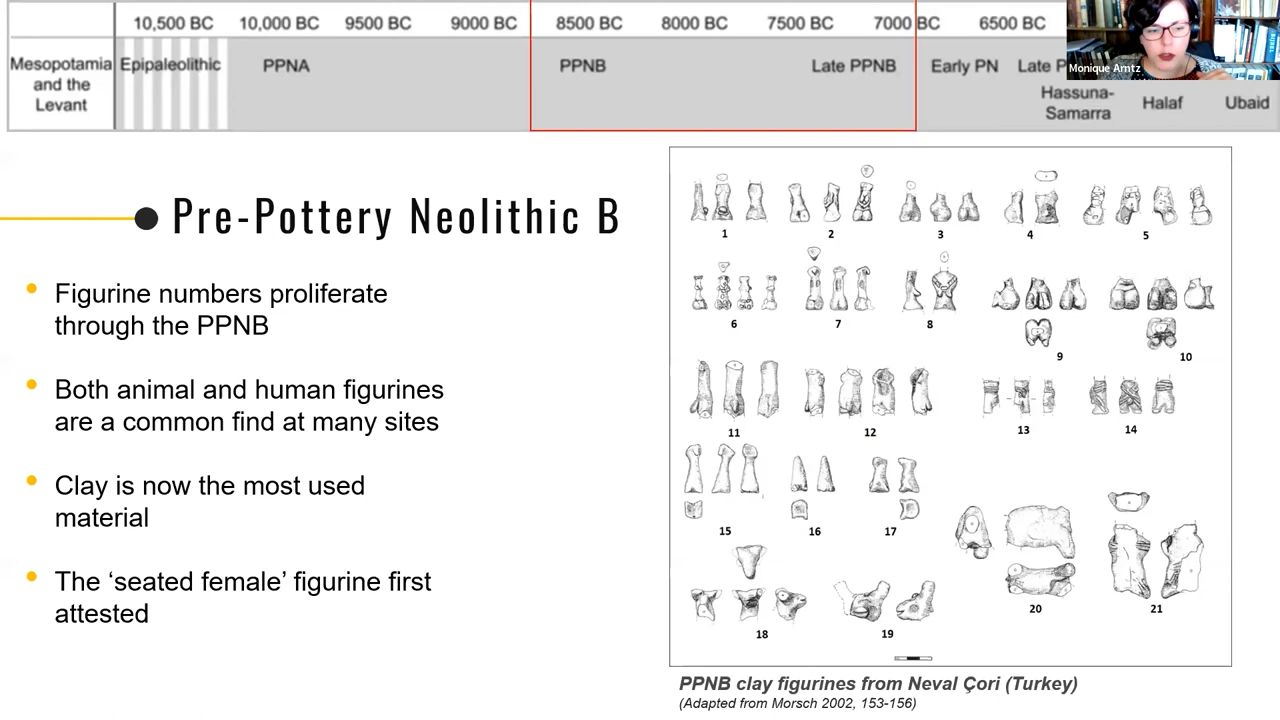 10,500 BC 10,000 BC 9500 BC 9000 BC 8500 BC 8000 BC 7500 BC 7000 BC 6500 BC
Mesopotamia
and the
Levant
Epipaleolithic PPNA PPNB Late PPNB Early PN Late
Hassuna-
Samarra
Halaf Ubaid
Monique Arntz
Pre-Pottery Neolithic B
• Figurine numbers proliferate
through the PPNB
• Both animal and human figurines
are a common find at many sites
• Clay is now the most used
material
• The ‘seated female’ figurine first
attested
1 2 3 4 5
6 7 8 9 10
11 12 13 14
15 16 17
18 19 20 21
PPNB clay figurines from Neval Çori (Turkey)
(Adapted from Morsch 2002, 153-156)